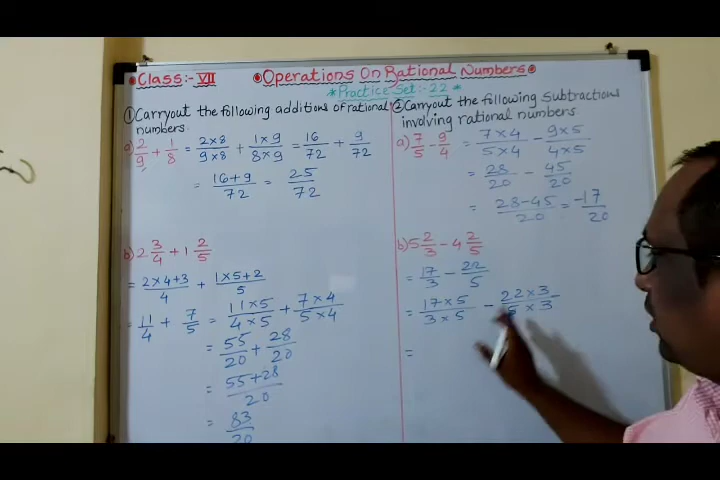 Class:- VII
Operations On Rational Numbers
*Practice Set:- 22*
① Carryout the following additions of rational numbers:
a) 2/9 + 1/8 = 2×8/9×8 + 1×9/8×9 = 16/72 + 9/72
= 16+9/72 = 25/72
b) 2 3/4 + 1 2/5
= 2×4+3/4 + 1×5+2/5
= 11/4 + 7/5 = 11×5/4×5 + 7×4/5×4
= 55/20 + 28/20
= 55+28/20
= 83/20
② Carryout the following Subtractions
involving rational numbers
a) 7/5 - 9/4 = 7×4/5×4 - 9×5/4×5
= 28/20 - 45/20
= 28-45/20 = -17/20
b) 5 2/3 - 4 2/5
= 17/3 - 22/5
= 17×5/3×5 - 22×3/5×3
=